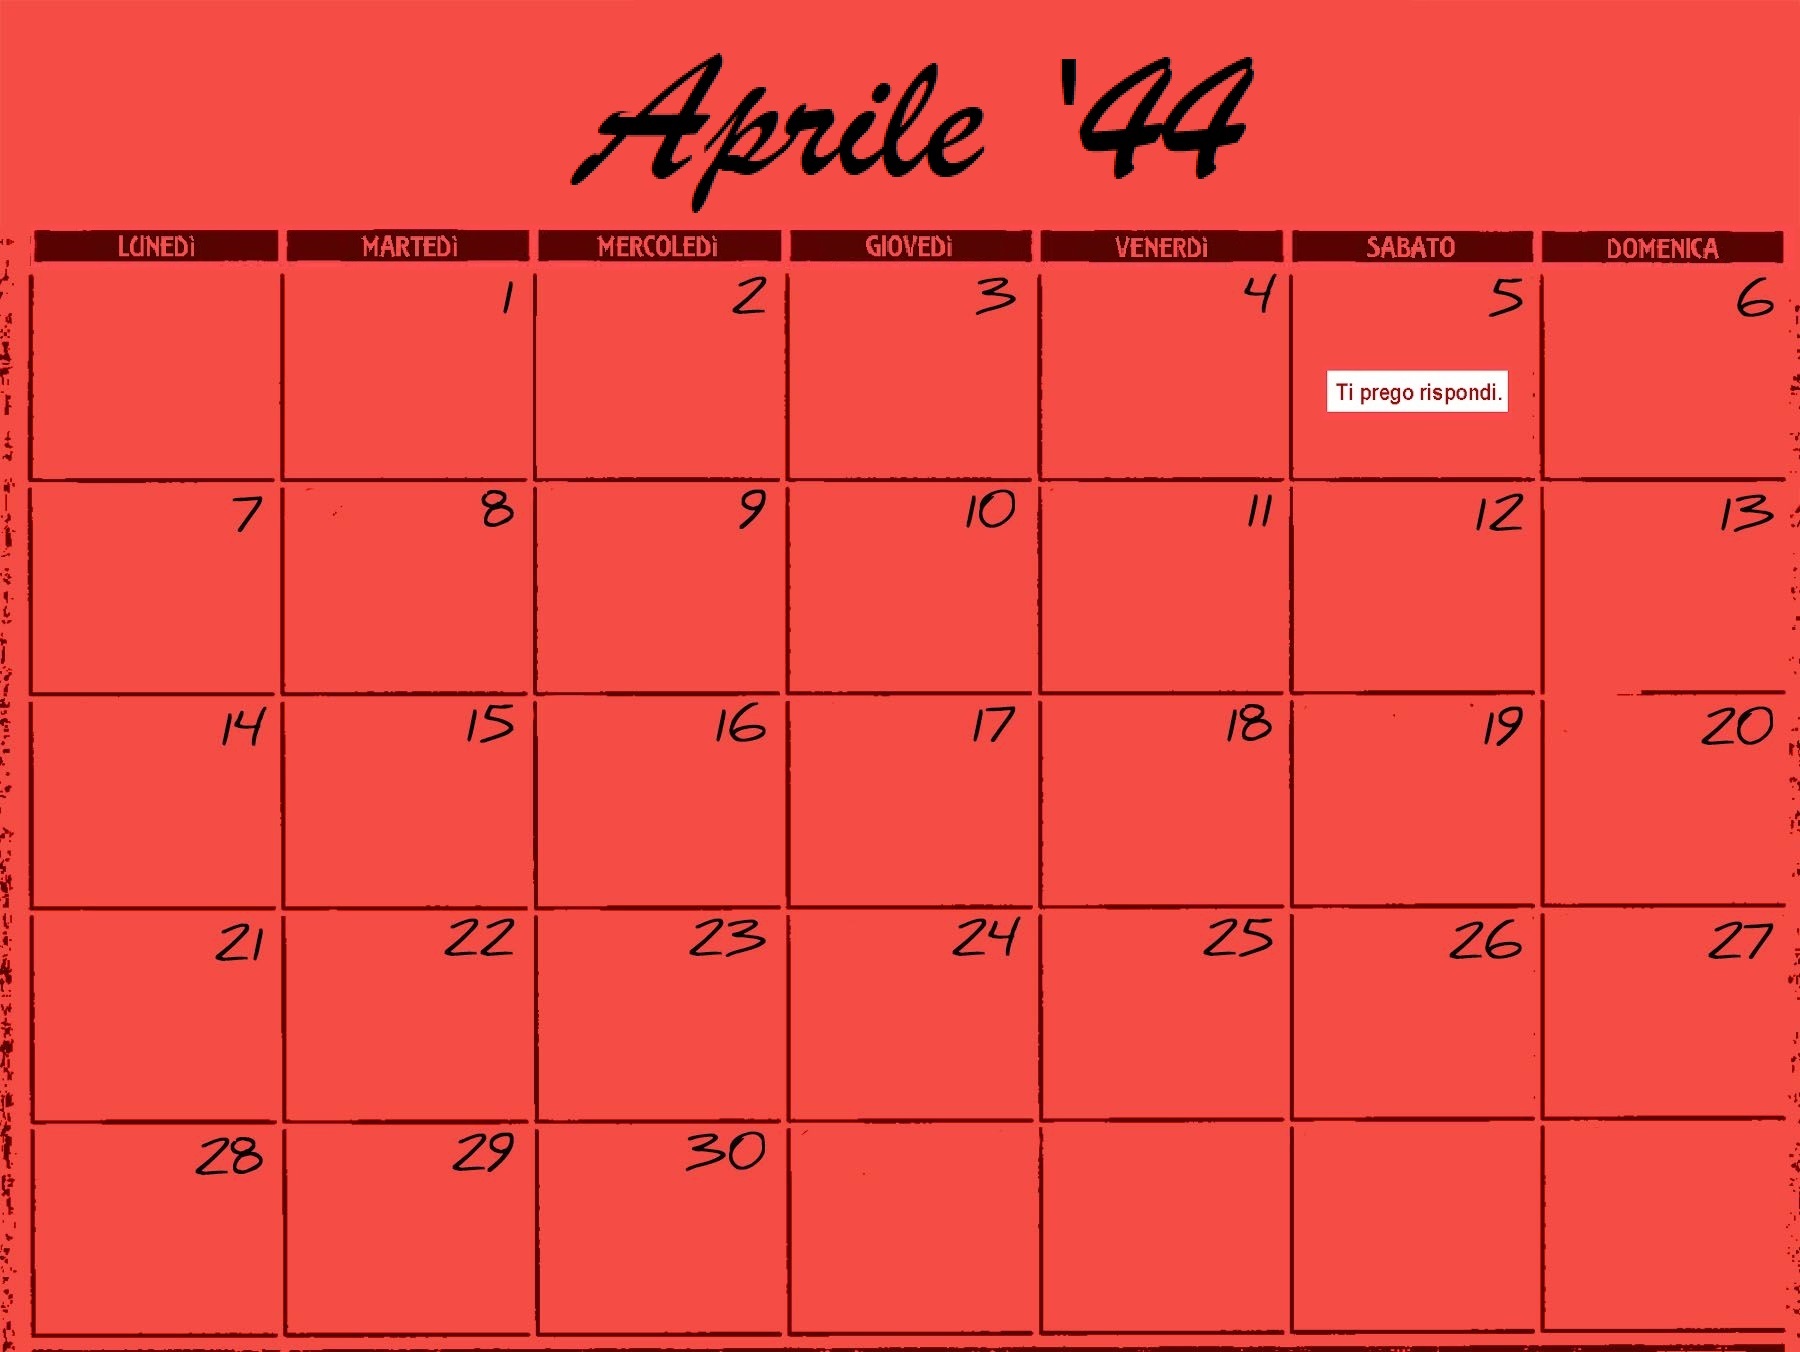 Aprile '44
LUNEDì MARTEDì MERCOLEDì GIOVEDì VENERDì SABATO DOMENICA
1 2 3 4 5 6
Ti prego rispondi.
7 8 9 10 11 12 13
14 15 16 17 18 19 20
21 22 23 24 25 26 27
28 29 30